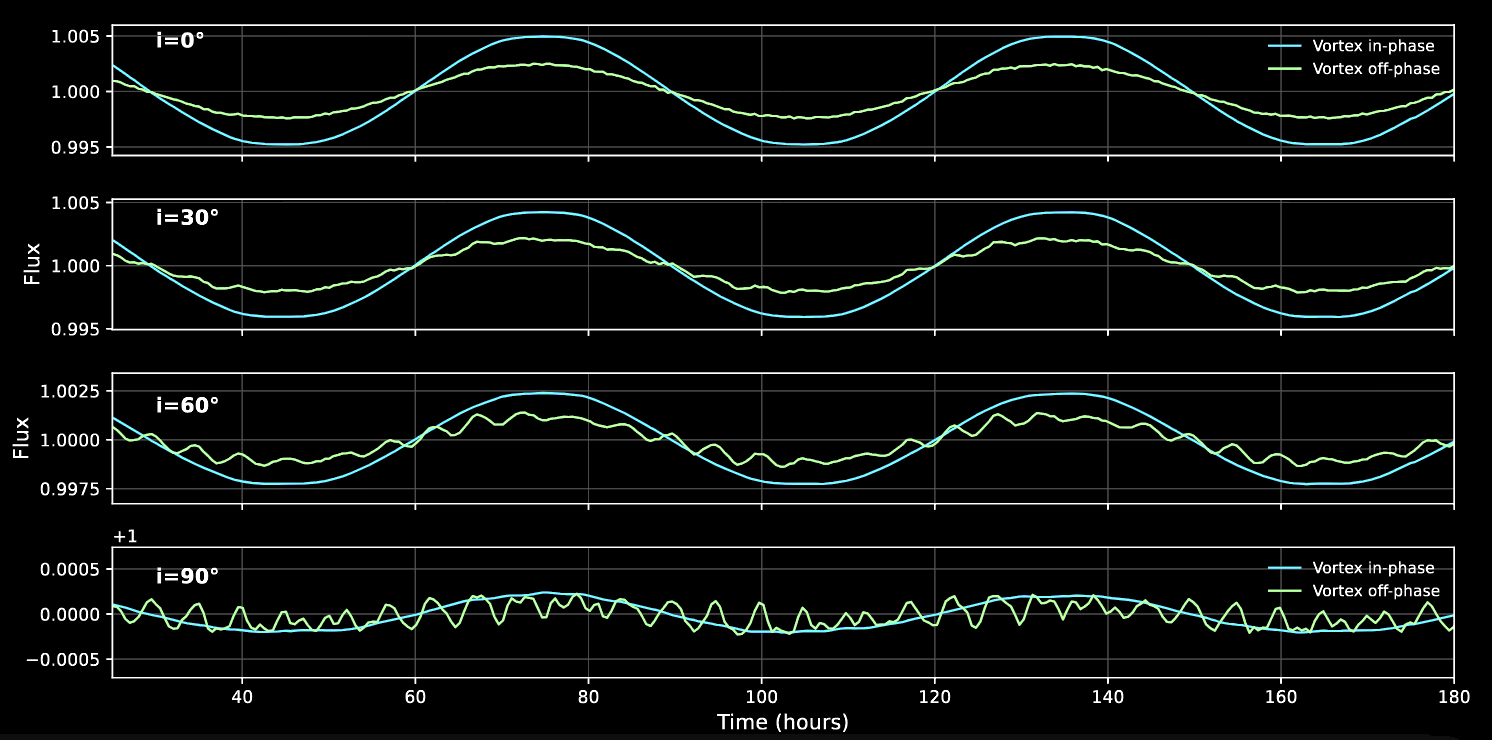 1.005
1.000
0.995
i=0°
Vortex in-phase
Vortex off-phase
1.005
1.000
0.995
i=30°
Flux
1.0025
1.0000
0.9975
i=60°
Flux
+1
0.0005
0.0000
−0.0005
i=90°
Vortex in-phase
Vortex off-phase
40 60 80 100 120 140 160 180
Time (hours)